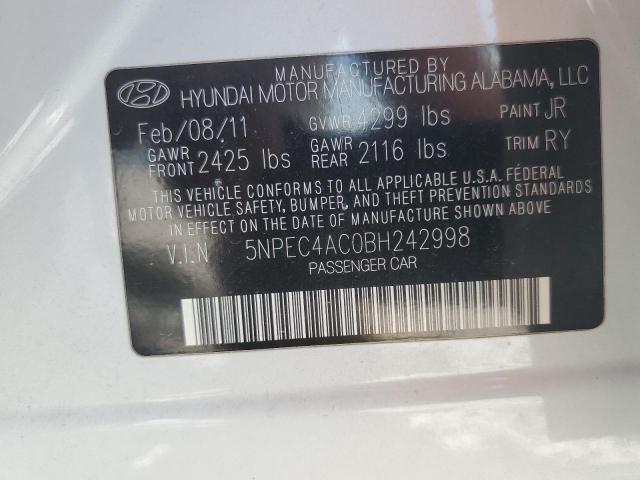 MANUFACTURED BY
HYUNDAI MOTOR MANUFACTURING ALABAMA, LLC
Feb/08/11 GVWR 4299 lbs PAINT JR
GAWR FRONT 2425 lbs GAWR REAR 2116 lbs TRIM RY
THIS VEHICLE CONFORMS TO ALL APPLICABLE U.S.A. FEDERAL
MOTOR VEHICLE SAFETY, BUMPER, AND THEFT PREVENTION STANDARDS
IN EFFECT ON THE DATE OF MANUFACTURE SHOWN ABOVE.
V.I.N 5NPEC4AC0BH242998
PASSENGER CAR